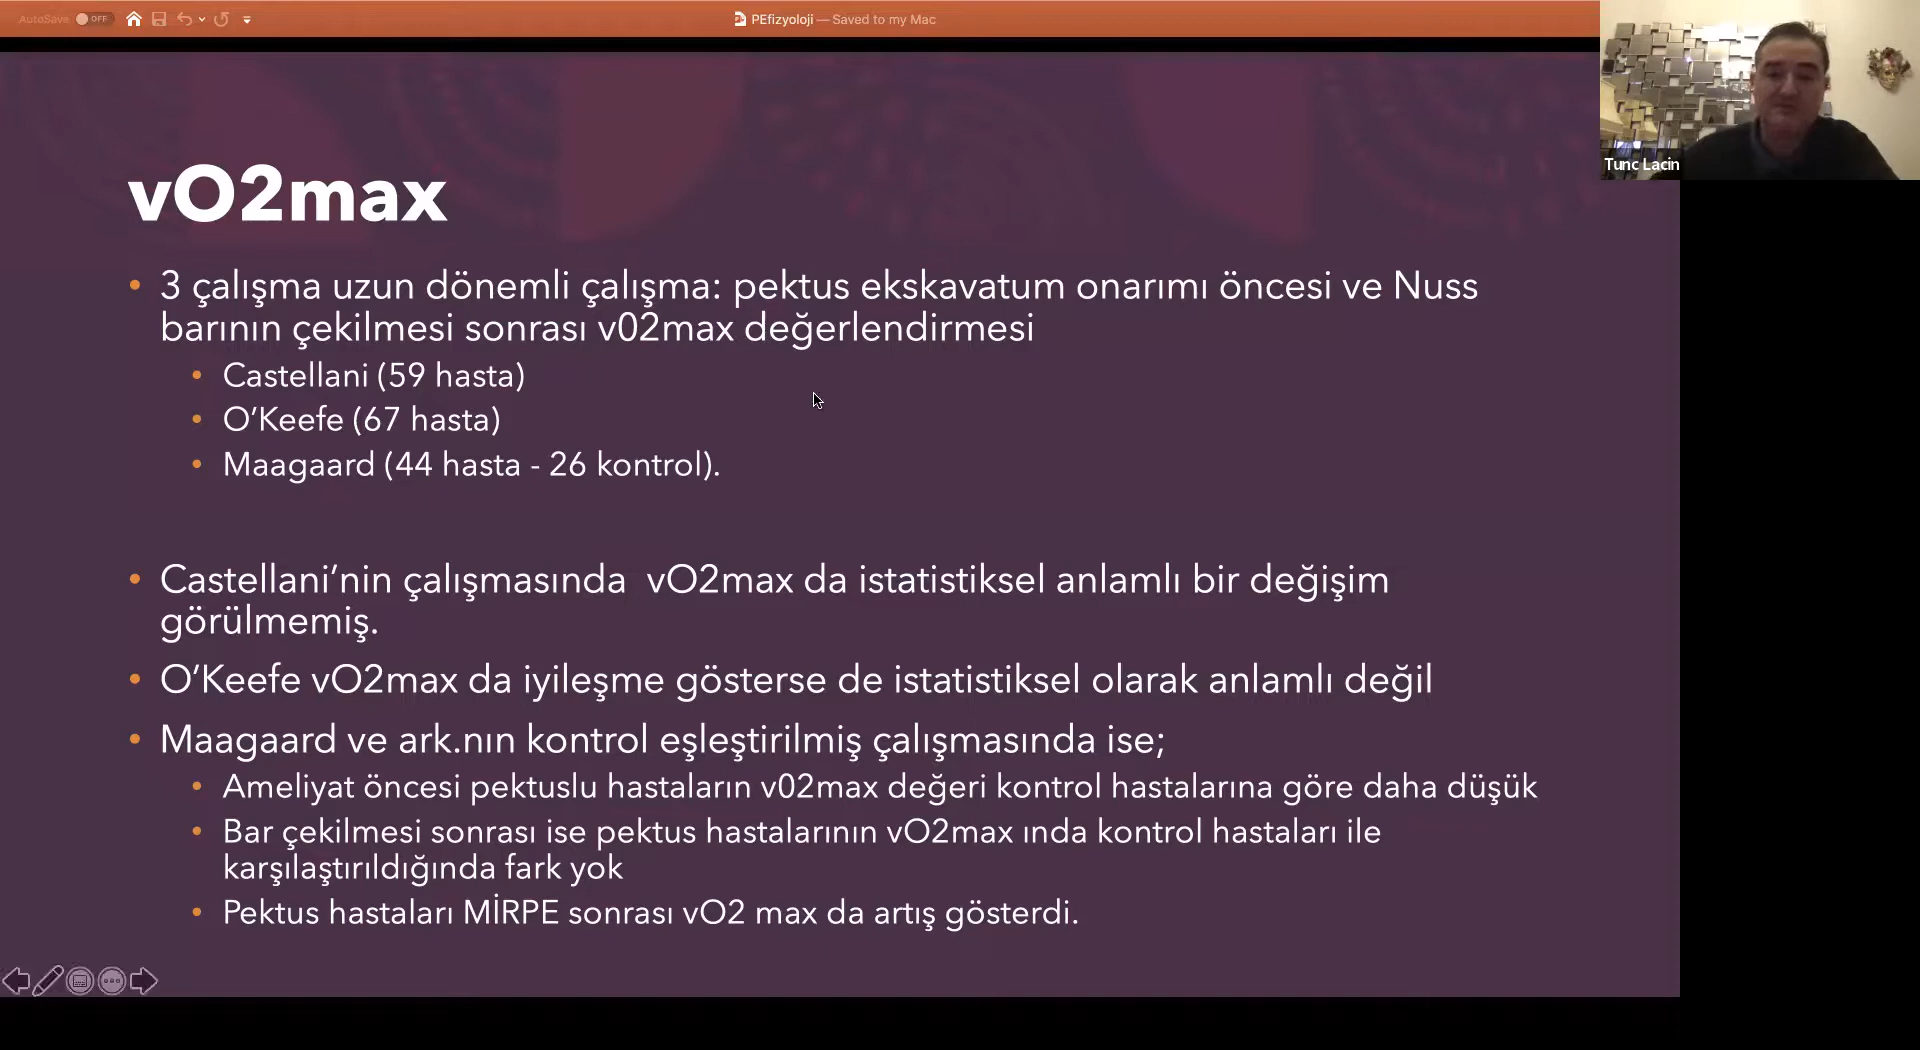 AutoSave OFF
PEfizyoloji — Saved to my Mac
Tunc Lacin
vO2max
• 3 çalışma uzun dönemli çalışma: pektus ekskavatum onarımı öncesi ve Nuss
barının çekilmesi sonrası v02max değerlendirmesi
• Castellani (59 hasta)
• O’Keefe (67 hasta)
• Maagaard (44 hasta - 26 kontrol).
• Castellani’nin çalışmasında vO2max da istatistiksel anlamlı bir değişim
görülmemiş.
• O’Keefe vO2max da iyileşme gösterse de istatistiksel olarak anlamlı değil
• Maagaard ve ark.nın kontrol eşleştirilmiş çalışmasında ise;
• Ameliyat öncesi pektuslu hastaların v02max değeri kontrol hastalarına göre daha düşük
• Bar çekilmesi sonrası ise pektus hastalarının vO2max ında kontrol hastaları ile
karşılaştırıldığında fark yok
• Pektus hastaları MİRPE sonrası vO2 max da artış gösterdi.